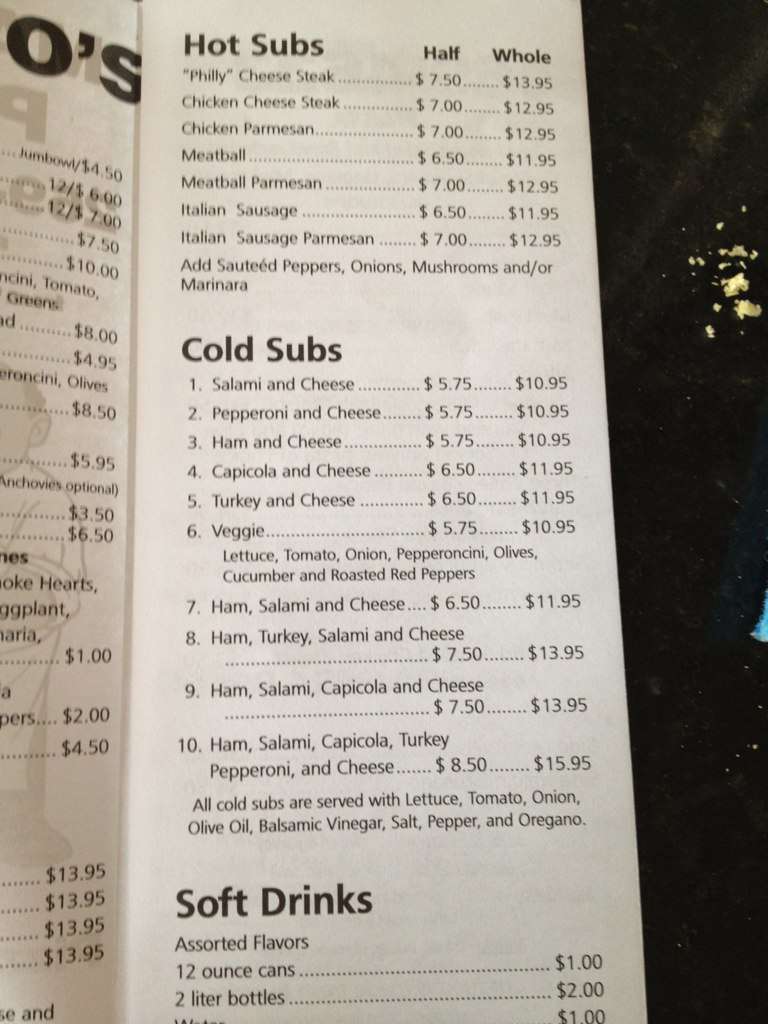 o's
Jumbowl/$4.50
12/$ 6.00
12/$ 7.00
$7.50
$10.00
Tomato,
Greens
$8.00
$4.95
Olives
$8.50
$5.95
Anchovies optional)
$3.50
$6.50
Hearts,
$1.00
$2.00
$4.50
$13.95
$13.95
$13.95
$13.95
and
Hot Subs Half Whole
"Philly" Cheese Steak ................ $ 7.50........ $13.95
Chicken Cheese Steak ............... $ 7.00........ $12.95
Chicken Parmesan..................... $ 7.00........ $12.95
Meatball ................................... $ 6.50........ $11.95
Meatball Parmesan ................... $ 7.00........ $12.95
Italian Sausage ........................ $ 6.50........ $11.95
Italian Sausage Parmesan ........ $ 7.00........ $12.95
Add Sauteéd Peppers, Onions, Mushrooms and/or
Marinara
Cold Subs
1. Salami and Cheese ............. $ 5.75........ $10.95
2. Pepperoni and Cheese........ $ 5.75........ $10.95
3. Ham and Cheese................ $ 5.75........ $10.95
4. Capicola and Cheese .......... $ 6.50........ $11.95
5. Turkey and Cheese ............. $ 6.50........ $11.95
6. Veggie................................. $ 5.75........ $10.95
Lettuce, Tomato, Onion, Pepperoncini, Olives,
Cucumber and Roasted Red Peppers
7. Ham, Salami and Cheese.... $ 6.50........ $11.95
8. Ham, Turkey, Salami and Cheese
.......................................... $ 7.50........ $13.95
9. Ham, Salami, Capicola and Cheese
.......................................... $ 7.50........ $13.95
10. Ham, Salami, Capicola, Turkey
Pepperoni, and Cheese....... $ 8.50........ $15.95
All cold subs are served with Lettuce, Tomato, Onion,
Olive Oil, Balsamic Vinegar, Salt, Pepper, and Oregano.
Soft Drinks
Assorted Flavors
12 ounce cans ................................................... $1.00
2 liter bottles ..................................................... $2.00
$1.00